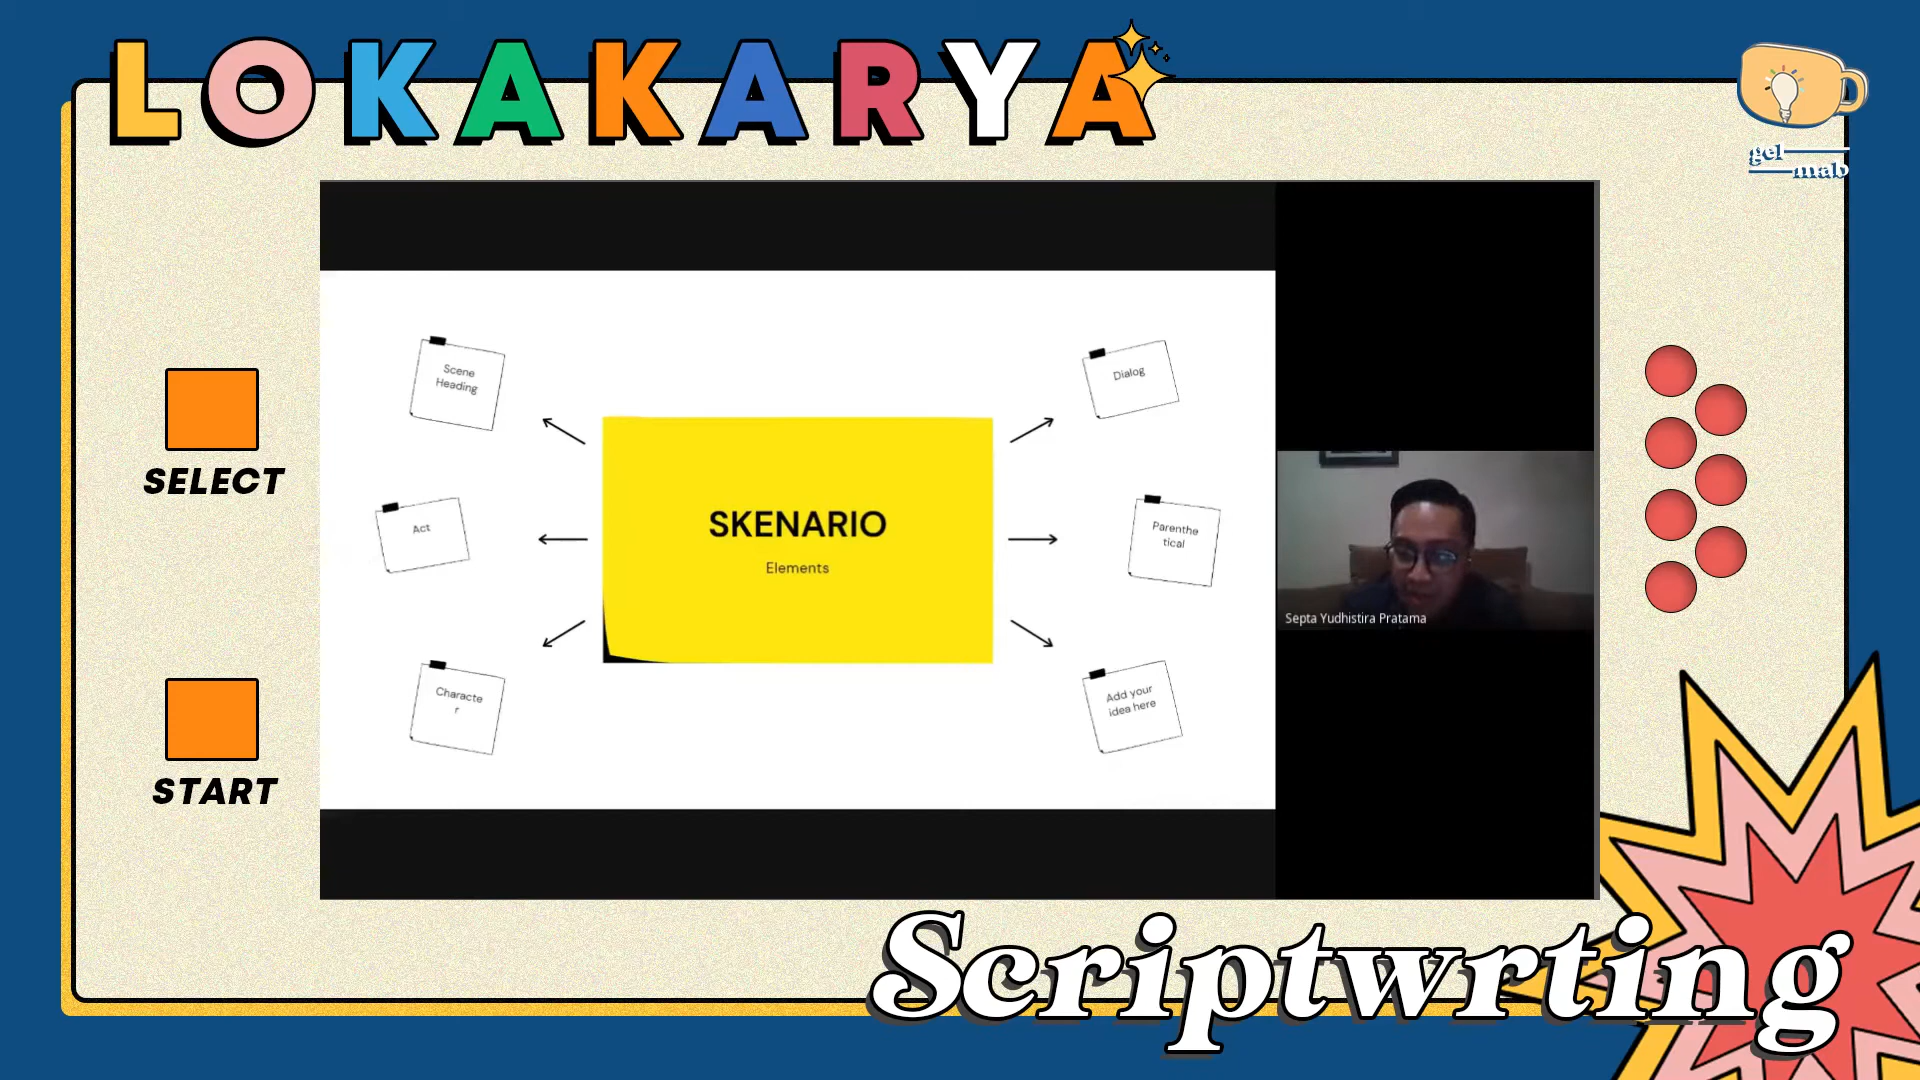 LOKAKARYA
gel
mab
Scene
Heading
Dialog
SELECT
Act
SKENARIO
Elements
Parenthe
tical
Septa Yudhistira Pratama
Characte
r
Add your
idea here
START
Scriptwrting